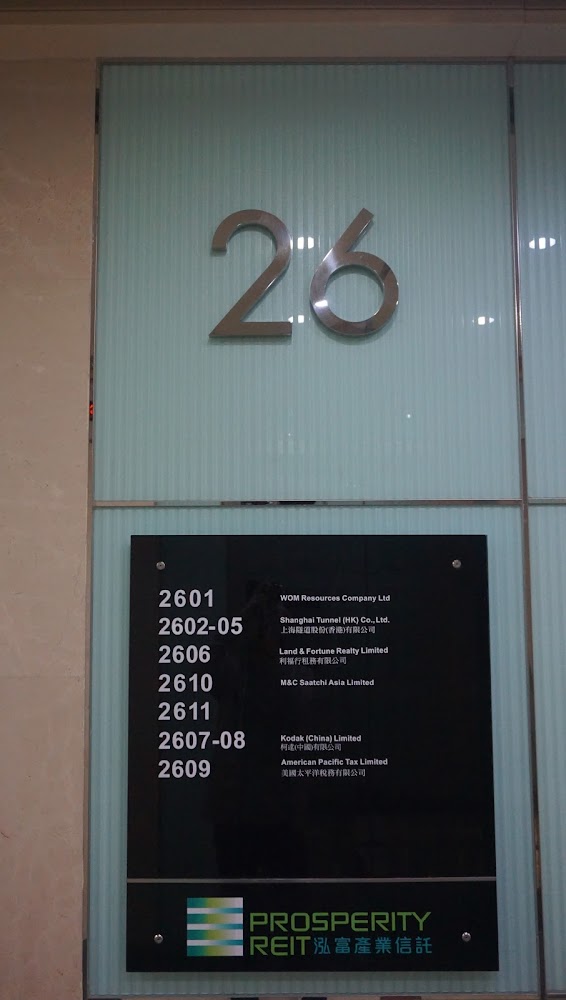 26
2601 WOM Resources Company Ltd
2602-05 Shanghai Tunnel (HK) Co., Ltd.
上海隧道股份(香港)有限公司
2606 Land & Fortune Realty Limited
利福行租務有限公司
2610 M&C Saatchi Asia Limited
2611
2607-08 Kodak (China) Limited
柯達(中國)有限公司
2609 American Pacific Tax Limited
美國太平洋稅務有限公司
PROSPERITY
REIT 泓富產業信託